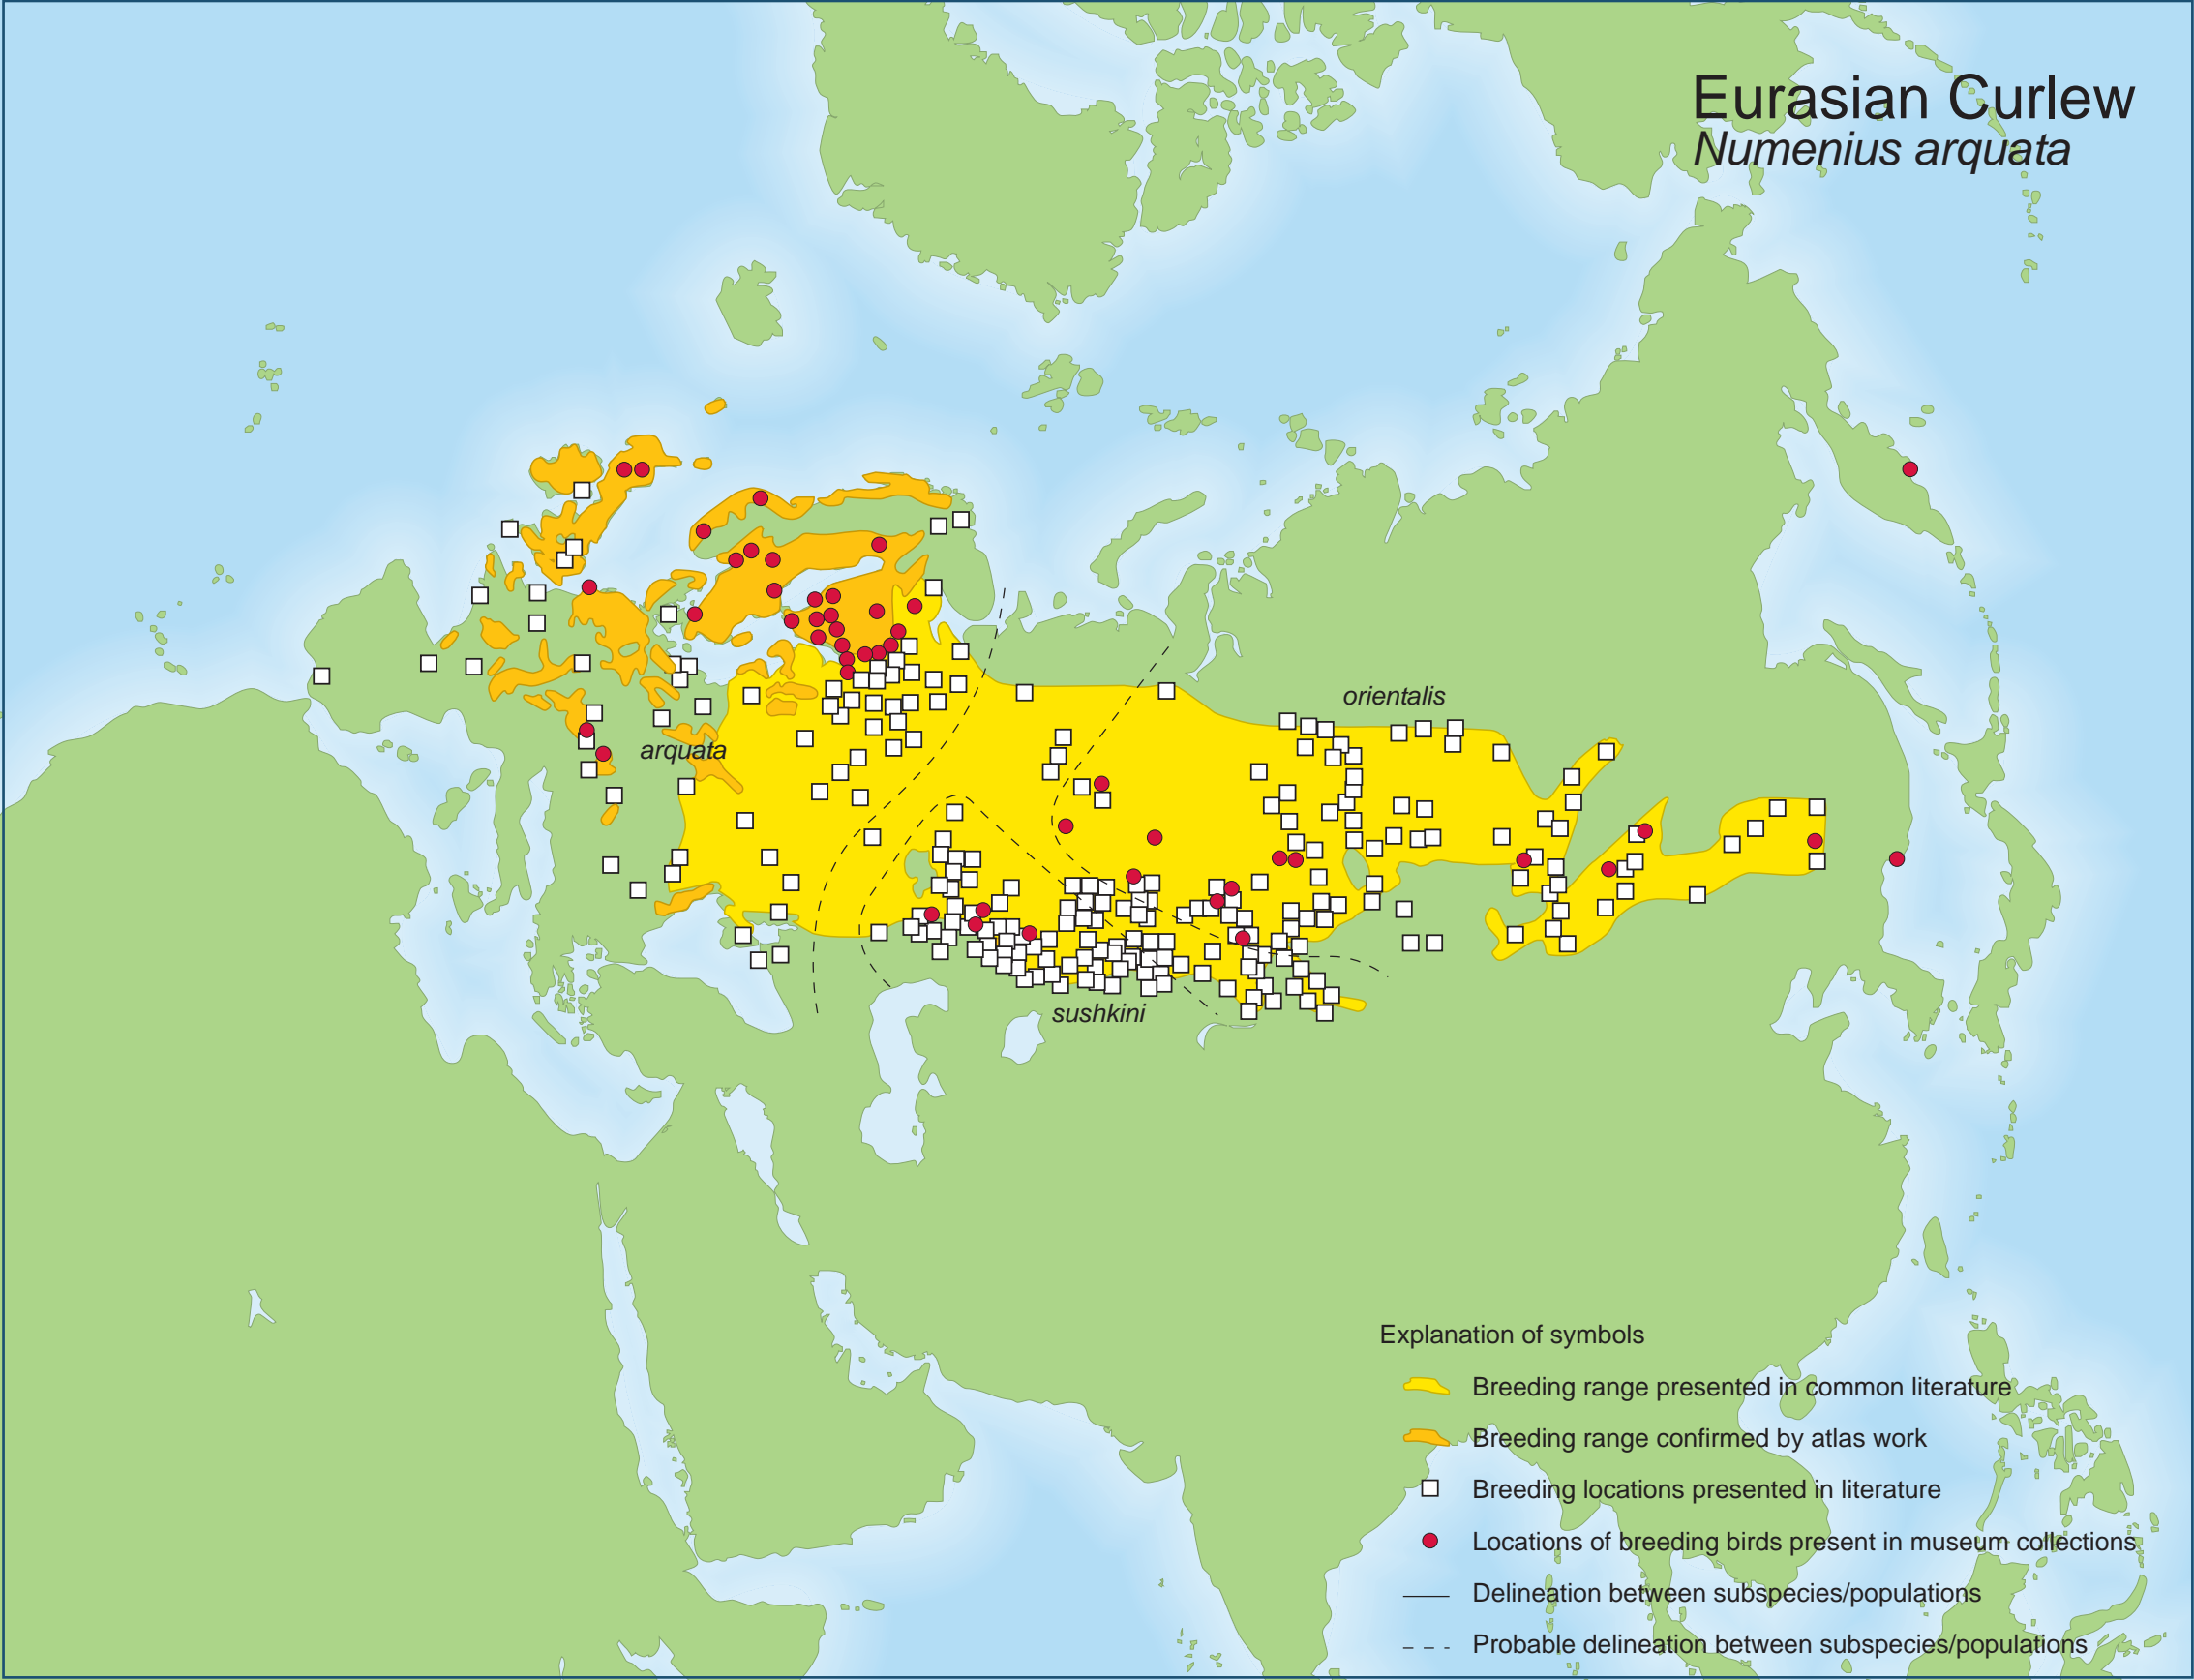 Eurasian Curlew
Numenius arquata
orientalis
arquata
sushkini
Explanation of symbols
Breeding range presented in common literature
Breeding range confirmed by atlas work
Breeding locations presented in literature
Locations of breeding birds present in museum collections
Delineation between subspecies/populations
Probable delineation between subspecies/populations